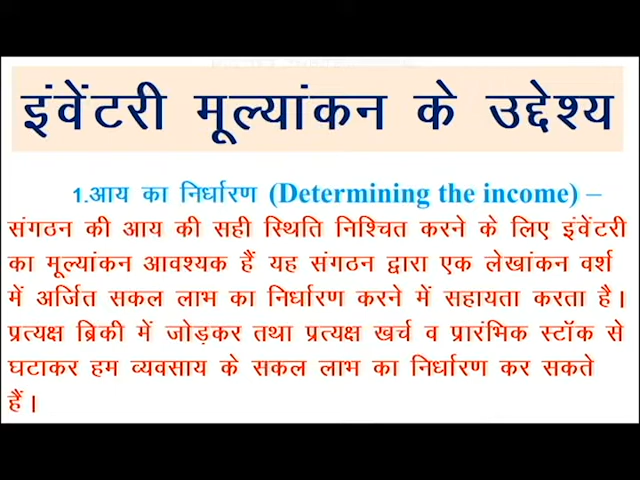 इंवेंटरी मूल्यांकन के उद्देश्य
1.आय का निर्धारण (Determining the income) –
संगठन की आय की सही स्थिति निश्चित करने के लिए इंवेंटरी
का मूल्यांकन आवश्यक हैं यह संगठन द्वारा एक लेखांकन वर्श
में अर्जित सकल लाभ का निर्धारण करने में सहायता करता है।
प्रत्यक्ष ब्रिकी में जोड़कर तथा प्रत्यक्ष खर्च व प्रारंभिक स्टॉक से
घटाकर हम व्यवसाय के सकल लाभ का निर्धारण कर सकते
हैं।